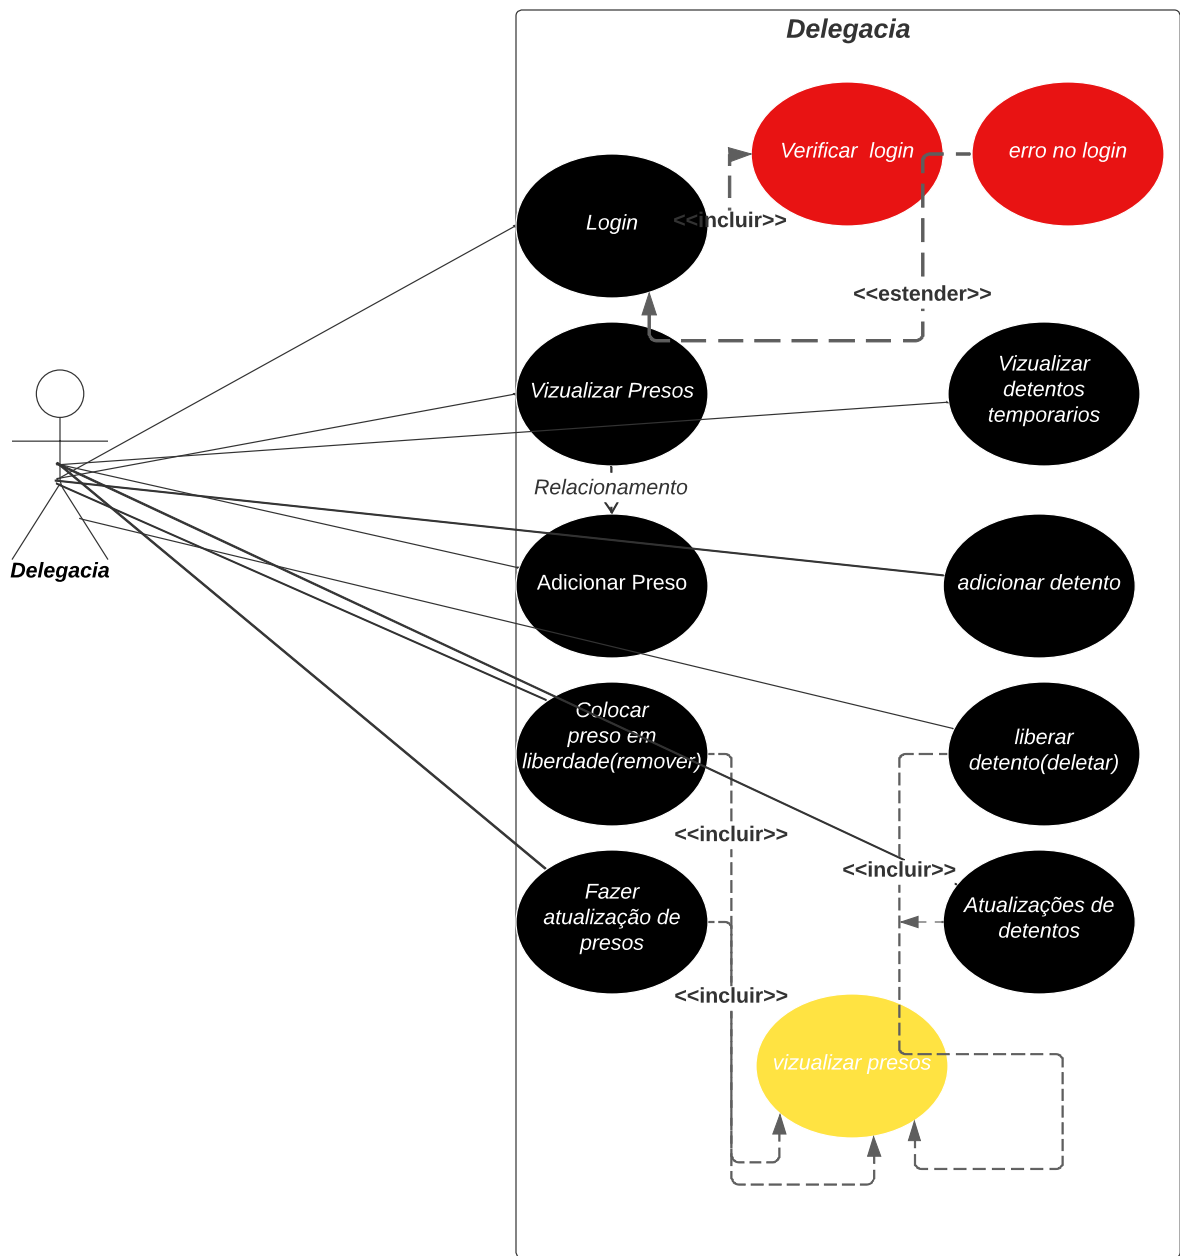 Delegacia
Verificar  login
erro no login
Login
<<incluir>>
<<estender>>
Vizualizar Presos
Vizualizar
detentos
temporarios
Relacionamento
Delegacia
Adicionar Preso
adicionar detento
Colocar
preso em
liberdade(remover)
liberar
detento(deletar)
<<incluir>>
<<incluir>>
Fazer
atualização de
presos
Atualizações de
detentos
<<incluir>>
vizualizar presos